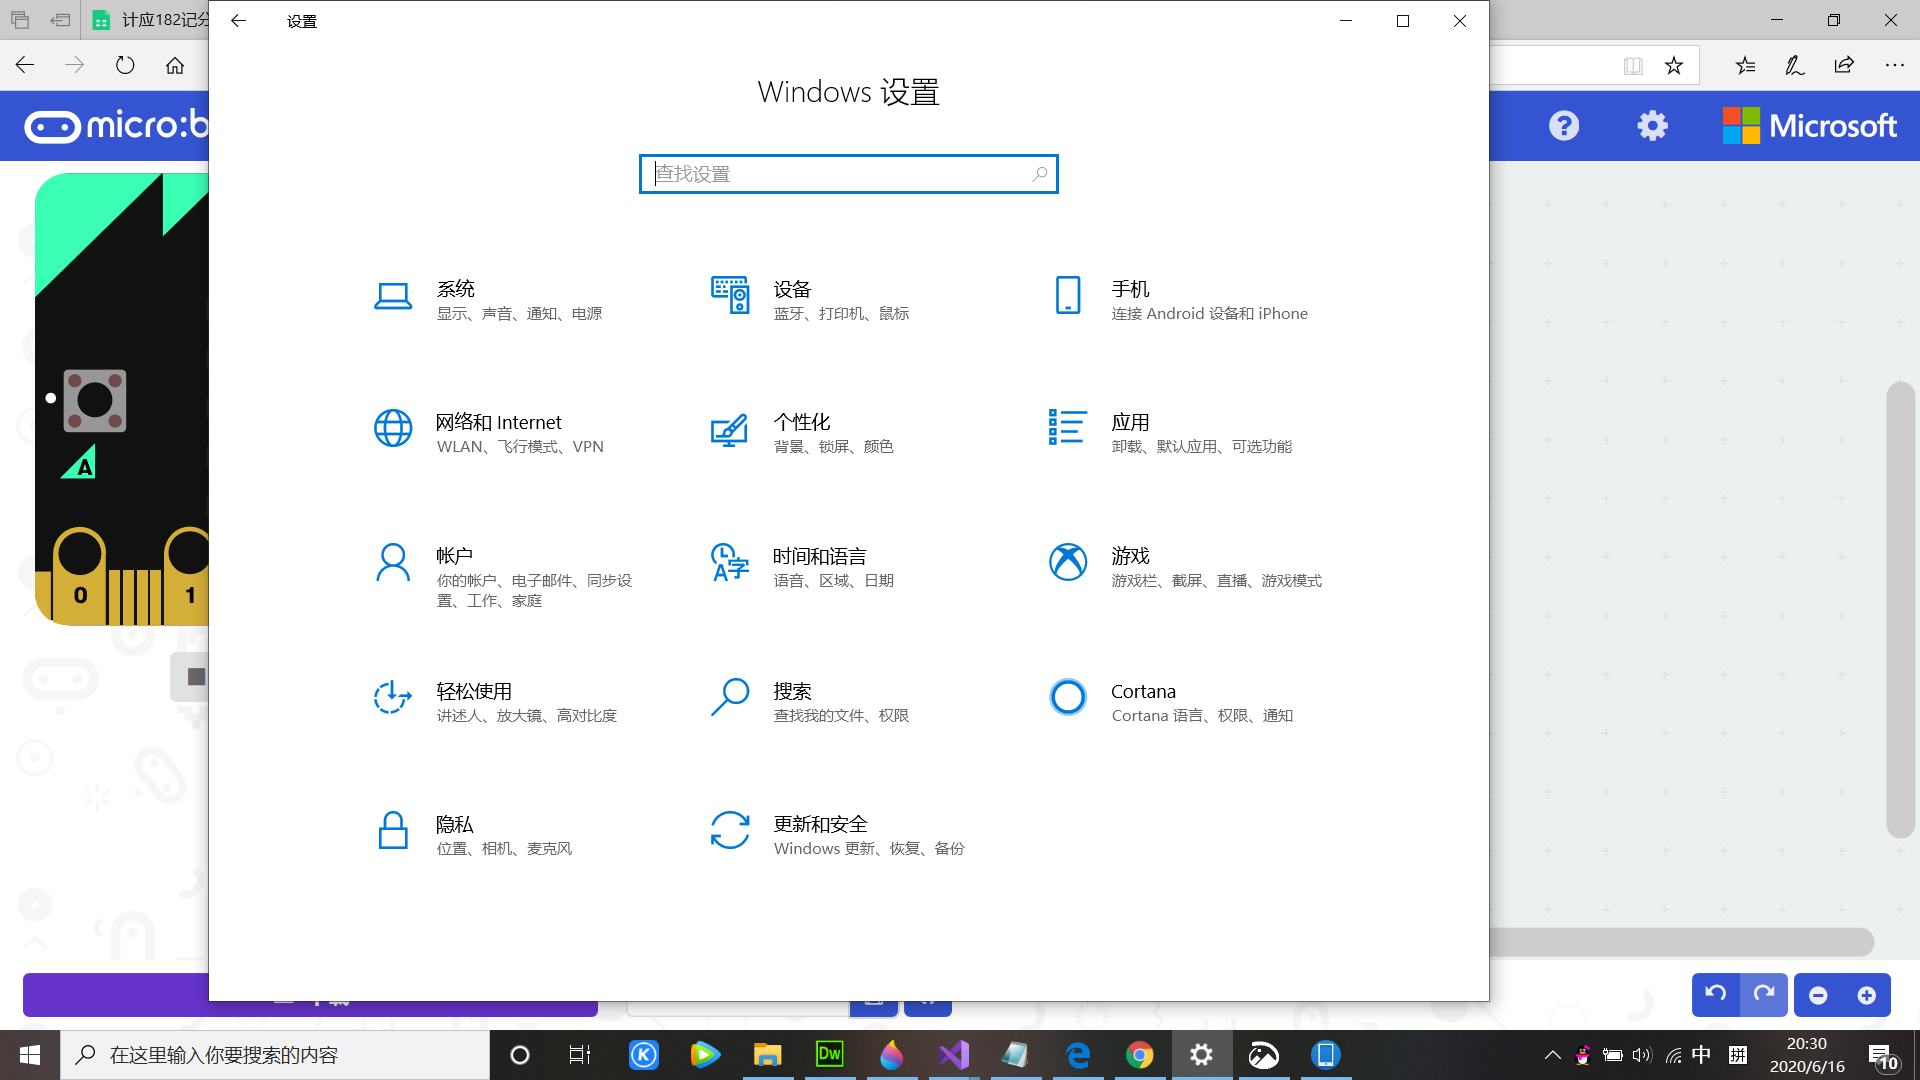 计应182记分
设置
Windows 设置
查找设置
micro:b
Microsoft
系统
显示、声音、通知、电源
设备
蓝牙、打印机、鼠标
手机
连接 Android 设备和 iPhone
网络和 Internet
WLAN、飞行模式、VPN
个性化
背景、锁屏、颜色
应用
卸载、默认应用、可选功能
A
帐户
你的帐户、电子邮件、同步设
置、工作、家庭
时间和语言
语音、区域、日期
游戏
游戏栏、截屏、直播、游戏模式
0
1
轻松使用
讲述人、放大镜、高对比度
搜索
查找我的文件、权限
Cortana
Cortana 语言、权限、通知
隐私
位置、相机、麦克风
更新和安全
Windows 更新、恢复、备份
在这里输入你要搜索的内容
K
Dw
中
拼
20:30
2020/6/16
10